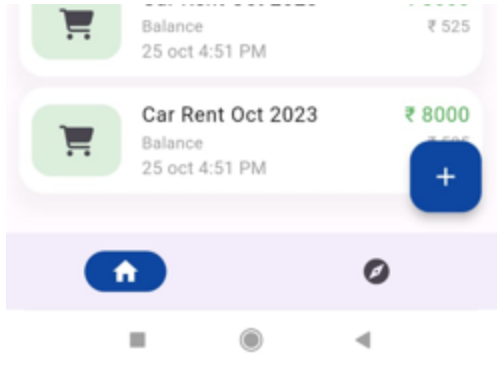 Balance
₹ 525
25 oct 4:51 PM
Car Rent Oct 2023
₹ 8000
Balance
25 oct 4:51 PM
+